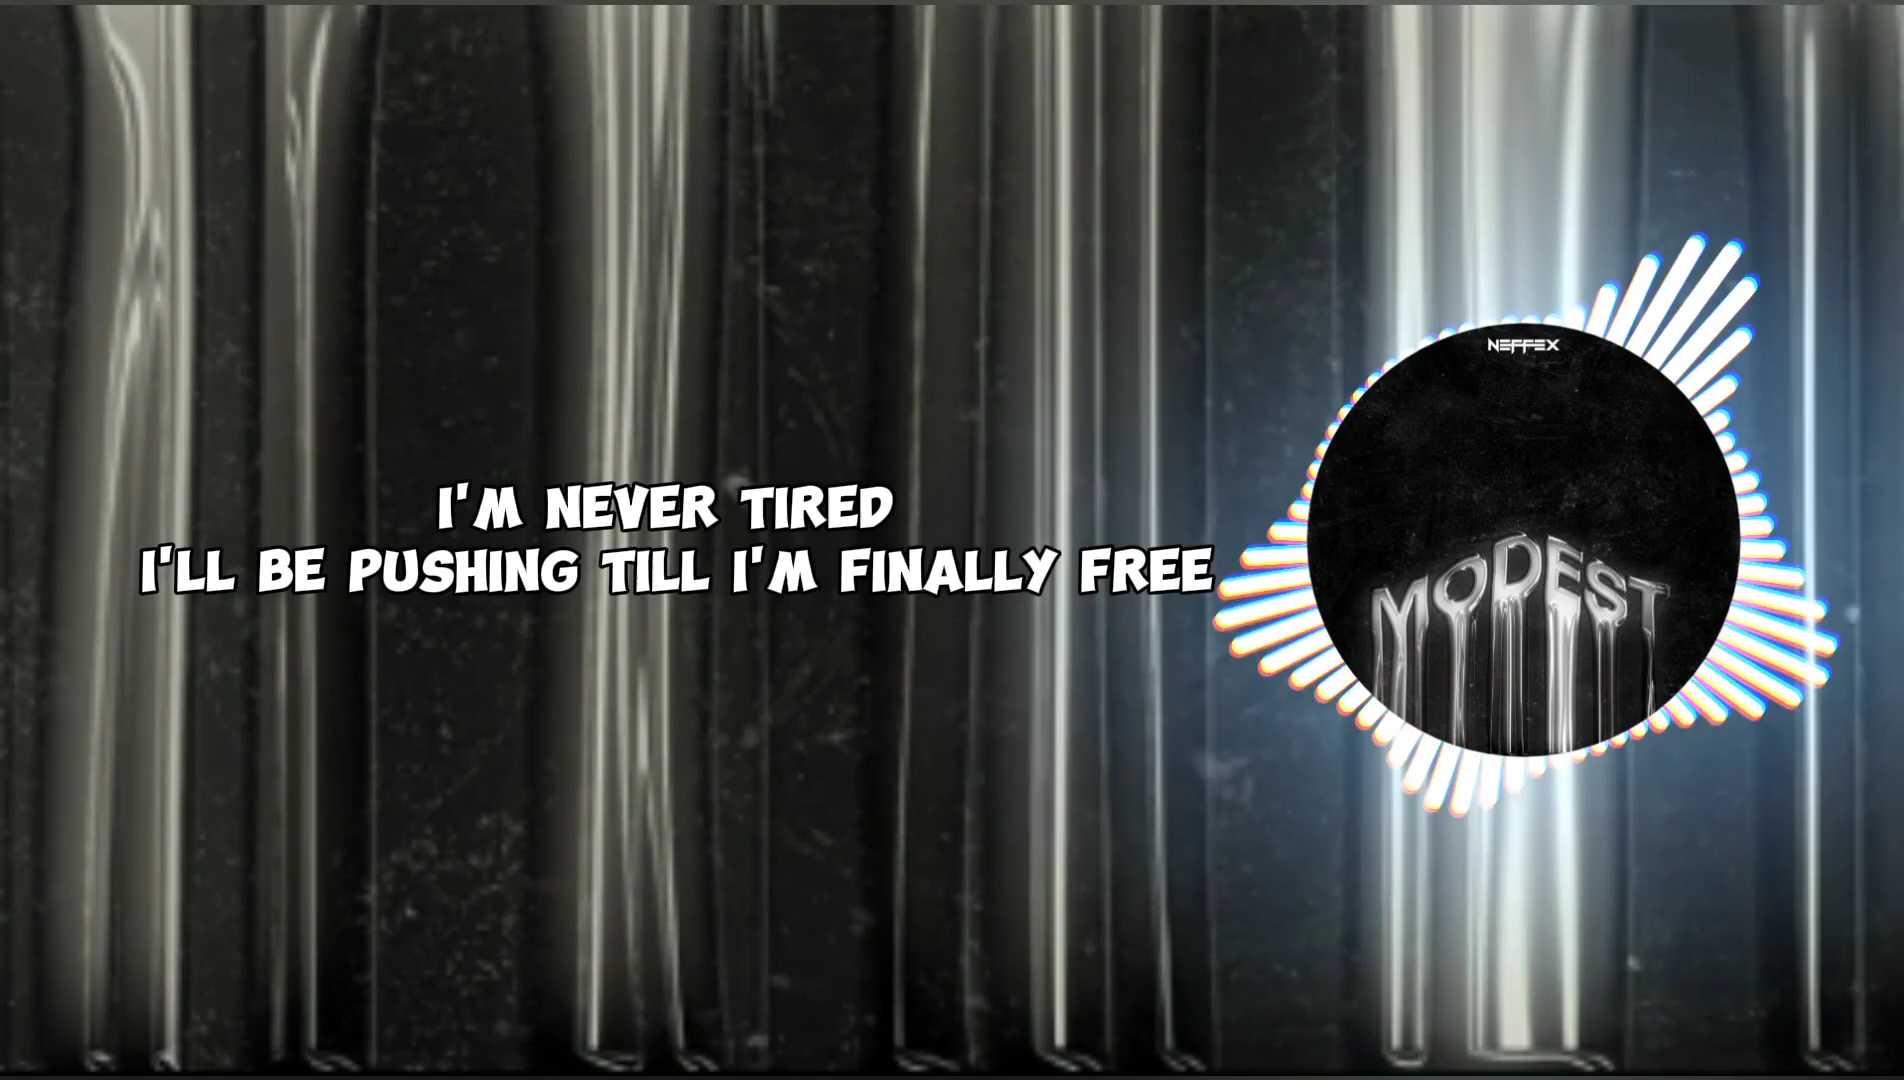 NEFFEX
I'M NEVER TIRED
I'LL BE PUSHING TILL I'M FINALLY FREE
MODEST